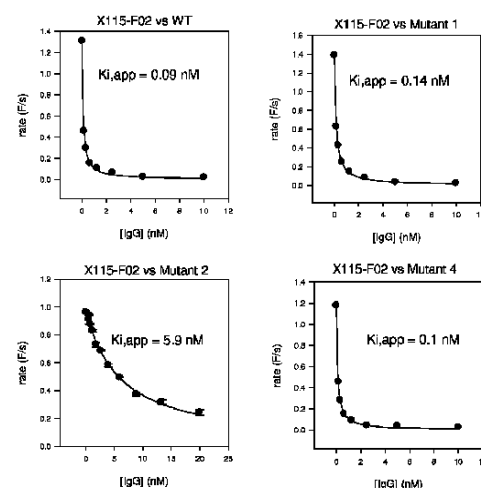 X115-F02 vs WT
1.4
1.2
1.0
0.8
0.6
0.4
0.2
0.0
rate (F/s)
Ki,app = 0.09 nM
0 2 4 6 8 10 12
[IgG] (nM)
X115-F02 vs Mutant 1
1.6
1.4
1.2
1.0
0.8
0.6
0.4
0.2
0.0
rate (F/s)
Ki,app = 0.14 nM
0 2 4 6 8 10 12
[IgG] (nM)
X115-F02 vs Mutant 2
1.2
1.0
0.8
0.6
0.4
0.2
0.0
rate (F/s)
Ki,app = 5.9 nM
0 5 10 15 20 25
[IgG] (nM)
X115-F02 vs Mutant 4
1.4
1.2
1.0
0.8
0.6
0.4
0.2
0.0
rate (F/s)
Ki,app = 0.1 nM
0 2 4 6 8 10 12
[IgG] (nM)